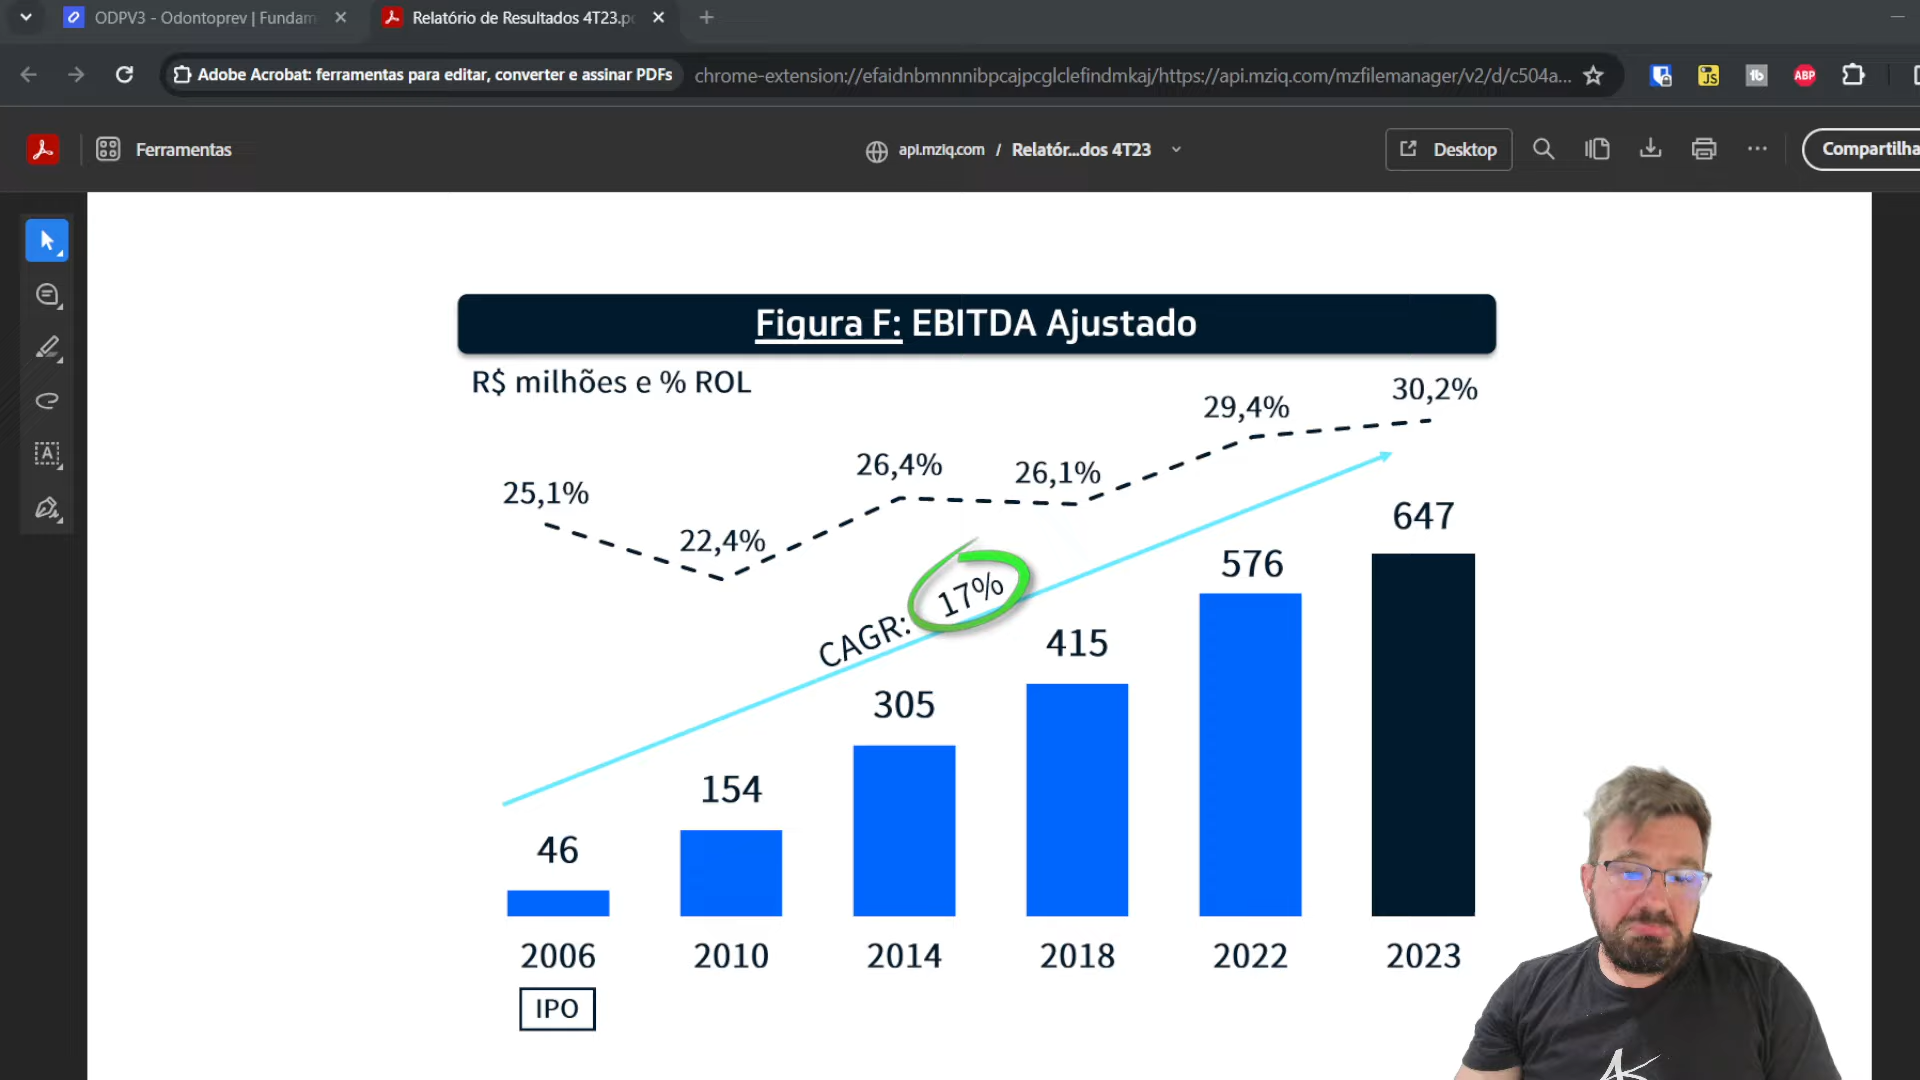 ODPV3 - Odontoprev | Fundam
Relatório de Resultados 4T23.p
Adobe Acrobat: ferramentas para editar, converter e assinar PDFs
chrome-extension://efaidnbmnnnibpcajpcglclefindmkaj/https://api.mziq.com/mzfilemanager/v2/d/c504a...
JS
tb
ABP
Ferramentas
api.mziq.com / Relatór...dos 4T23
Desktop
Compartilha
Figura F: EBITDA Ajustado
R$ milhões e % ROL
25,1%
22,4%
26,4%
26,1%
29,4%
30,2%
CAGR: 17%
46
154
305
415
576
647
2006
2010
2014
2018
2022
2023
IPO